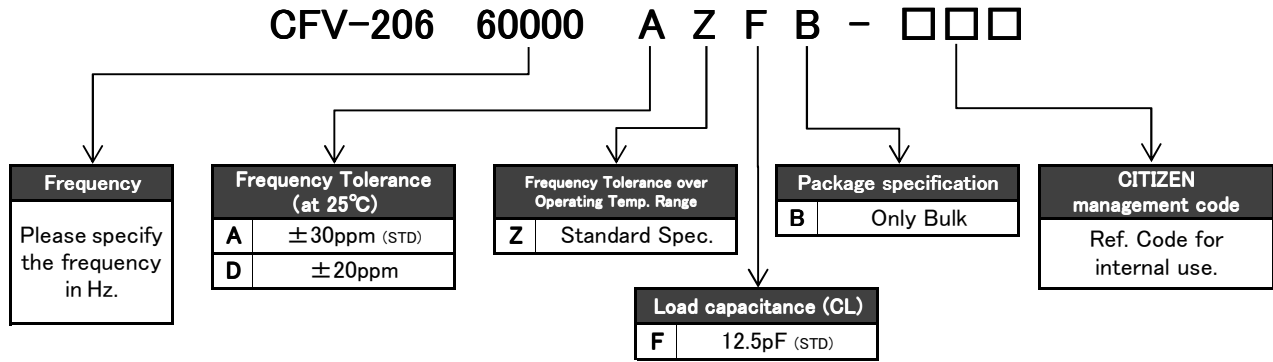 CFV-206 60000 A Z F B - □□□
Frequency
Please specify
the frequency
in Hz.
Frequency Tolerance
(at 25℃)
A ±30ppm (STD)
D ±20ppm
Frequency Tolerance over
Operating Temp. Range
Z Standard Spec.
Load capacitance (CL)
F 12.5pF (STD)
Package specification
B Only Bulk
CITIZEN
management code
Ref. Code for
internal use.